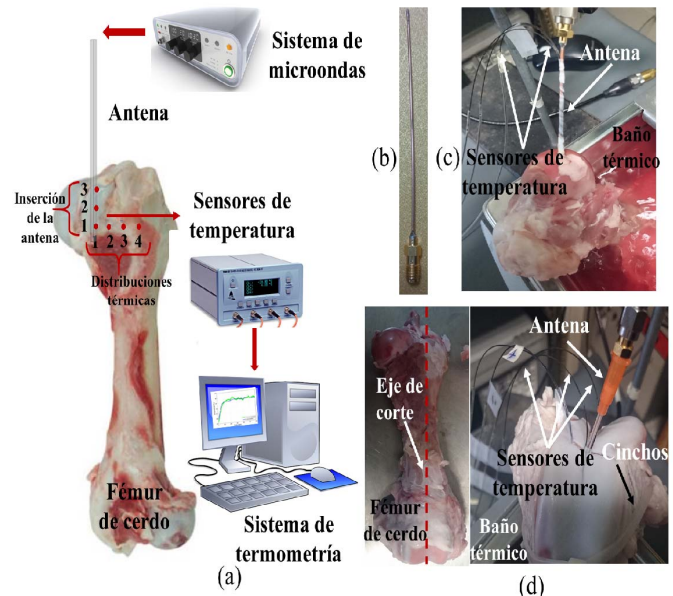 Sistema de
microondas
Antena
Inserción
de la
antena
3
2
1
1 2 3 4
Distribuciones
térmicas
Sensores de
temperatura
Fémur
de cerdo
Sistema de
termometría
(a)
(b)
(c)
Antena
Sensores de
temperatura
Baño
térmico
Eje de
corte
Fémur
de cerdo
Antena
Sensores de
temperatura
Cinchos
Baño
térmico
(d)